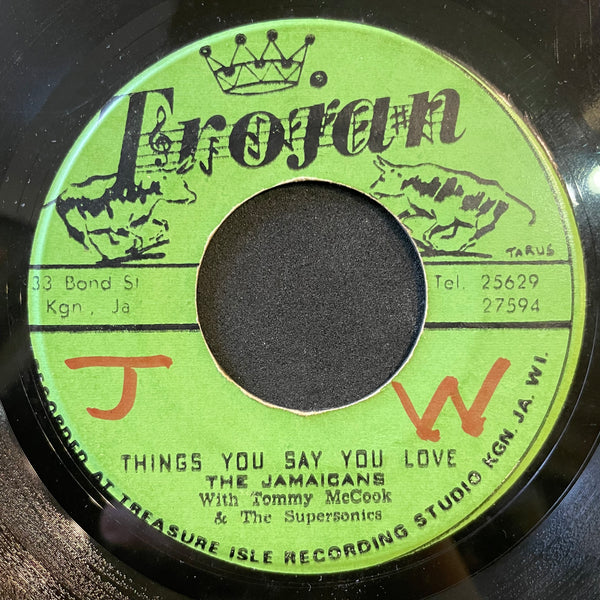 Trojan
TARUS
33 Bond St
Tel. 25629
Kgn, Ja
27594
J W
THINGS YOU SAY YOU LOVE
THE JAMAICANS
With Tommy McCook
& The Supersonics
RECORDED AT TREASURE ISLE RECORDING STUDIO KGN. JA. WI.